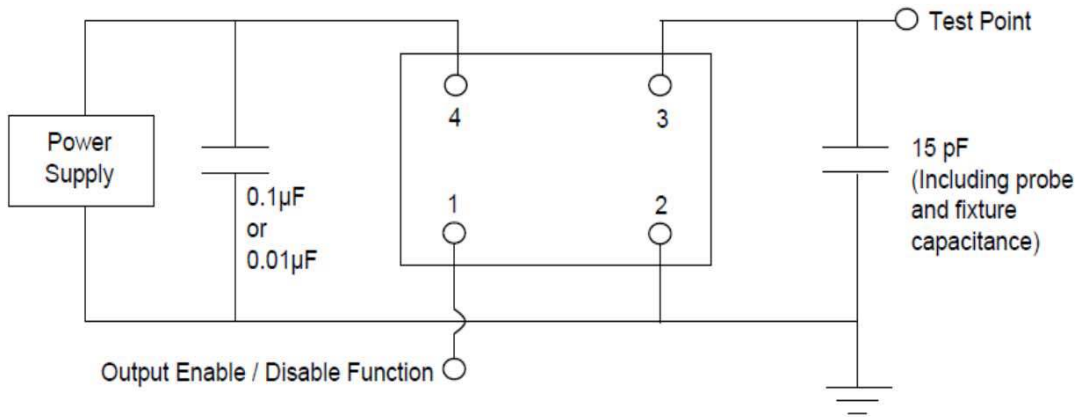 Test Point
4
3
Power
Supply
15 pF
(Including probe
and fixture
capacitance)
0.1µF
or
0.01µF
1
2
Output Enable / Disable Function